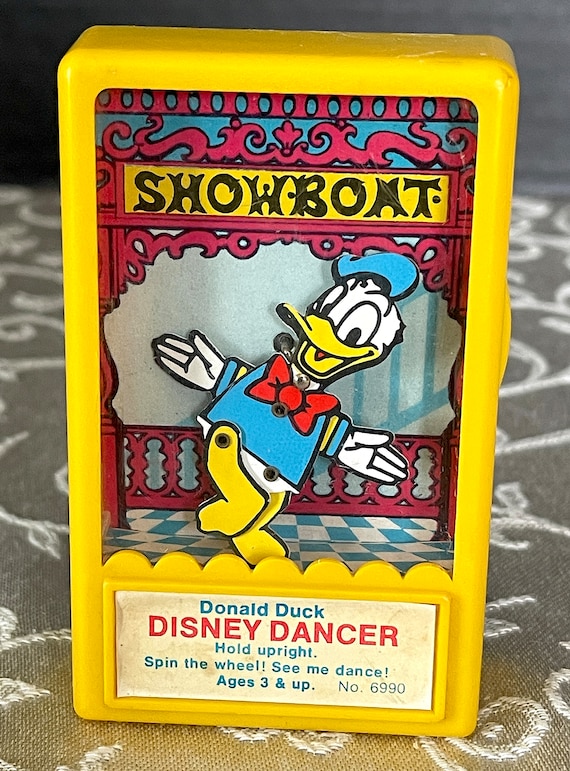 SHOWBOAT
Donald Duck
DISNEY DANCER
Hold upright.
Spin the wheel! See me dance!
Ages 3 & up. No. 6990